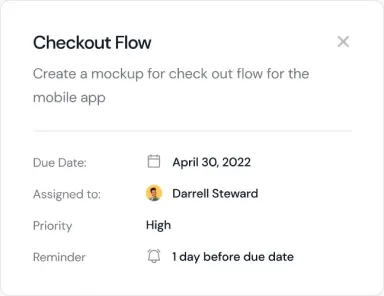 Checkout Flow
Create a mockup for check out flow for the
mobile app
Due Date: April 30, 2022
Assigned to: Darrell Steward
Priority High
Reminder 1 day before due date